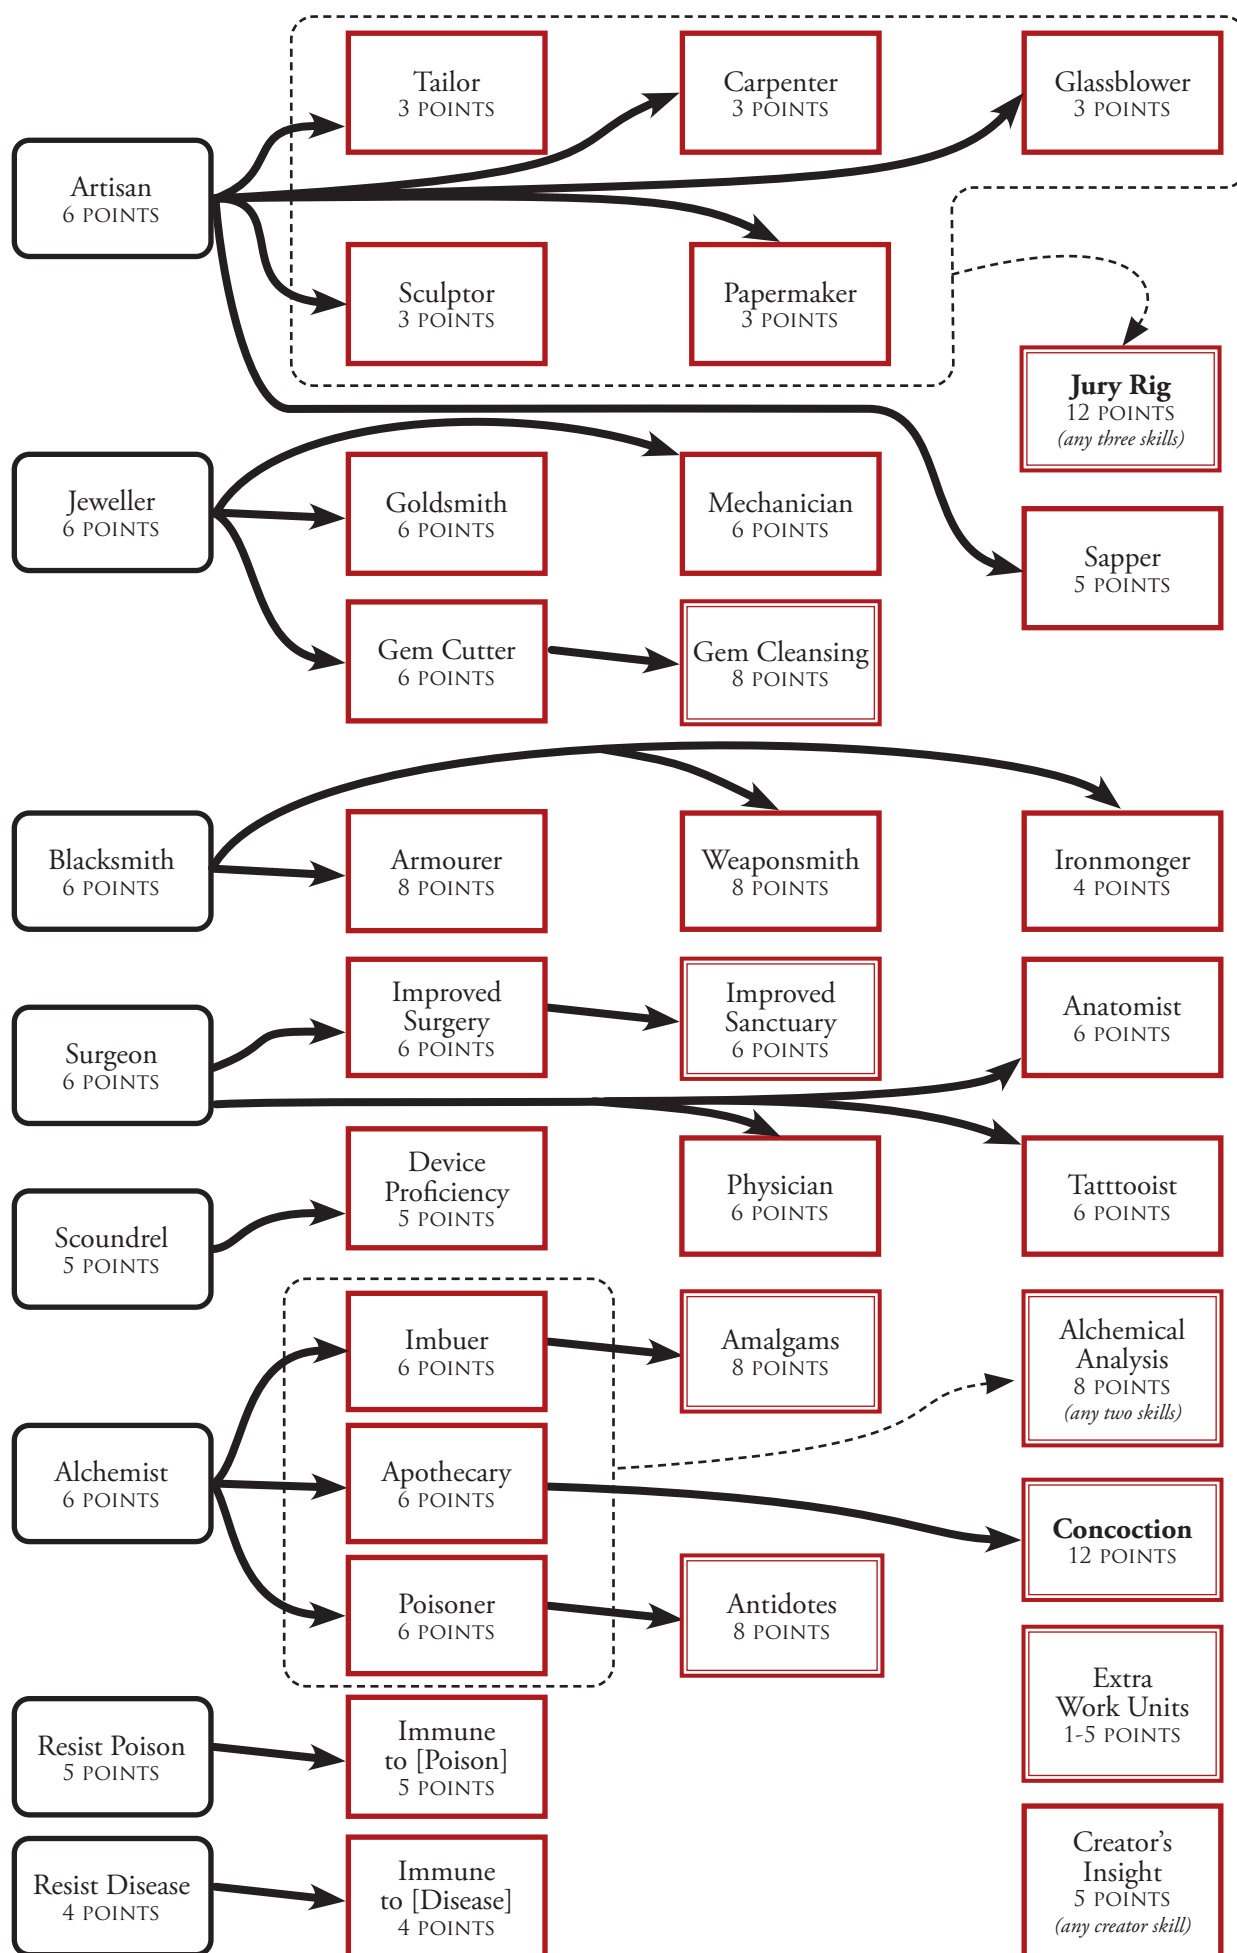 Tailor
3 POINTS
Carpenter
3 POINTS
Glassblower
3 POINTS
Artisan
6 POINTS
Sculptor
3 POINTS
Papermaker
3 POINTS
Jury Rig
12 POINTS
(any three skills)
Jeweller
6 POINTS
Goldsmith
6 POINTS
Mechanician
6 POINTS
Sapper
5 POINTS
Gem Cutter
6 POINTS
Gem Cleansing
8 POINTS
Blacksmith
6 POINTS
Armourer
8 POINTS
Weaponsmith
8 POINTS
Ironmonger
4 POINTS
Surgeon
6 POINTS
Improved
Surgery
6 POINTS
Improved
Sanctuary
6 POINTS
Anatomist
6 POINTS
Scoundrel
5 POINTS
Device
Proficiency
5 POINTS
Physician
6 POINTS
Tatttooist
6 POINTS
Imbuer
6 POINTS
Amalgams
8 POINTS
Alchemical
Analysis
8 POINTS
(any two skills)
Alchemist
6 POINTS
Apothecary
6 POINTS
Concoction
12 POINTS
Poisoner
6 POINTS
Antidotes
8 POINTS
Extra
Work Units
1-5 POINTS
Resist Poison
5 POINTS
Immune
to [Poison]
5 POINTS
Resist Disease
4 POINTS
Immune
to [Disease]
4 POINTS
Creator's
Insight
5 POINTS
(any creator skill)